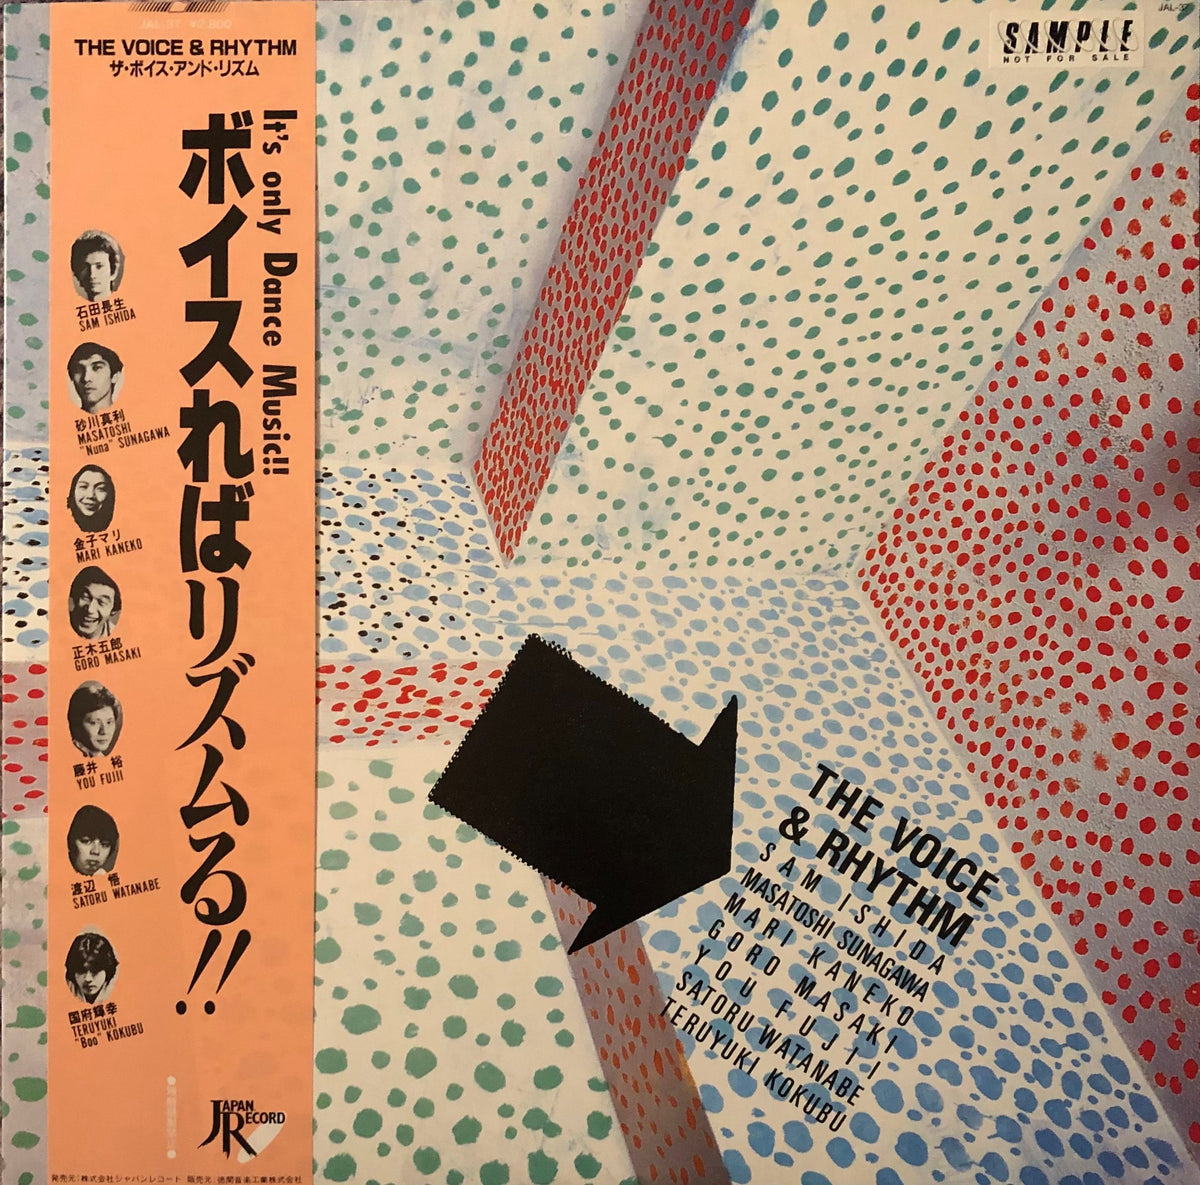 JAL-37 ¥2,800
THE VOICE & RHYTHM
ザ・ボイス・アンド・リズム
It's only Dance Music!!
ボイスればリズムる!!
石田長生
SAM ISHIDA
砂川真利
MASATOSHI
"Nuna" SUNAGAWA
金子マリ
MARI KANEKO
正木五郎
GORO MASAKI
藤井 裕
YOU FUJII
渡辺 悟
SATORU WATANABE
国府輝幸
TERUYUKI
"Boo" KOKUBU
JAPAN
RECORD
発売元:株式会社ジャパンレコード 販売元:徳間音楽工業株式会社
JAL-37
SAMPLE
NOT FOR SALE
THE VOICE
& RHYTHM
SAM ISHIDA
MASATOSHI SUNAGAWA
MARI KANEKO
GORO MASAKI
YOU FUJII
SATORU WATANABE
TERUYUKI KOKUBU